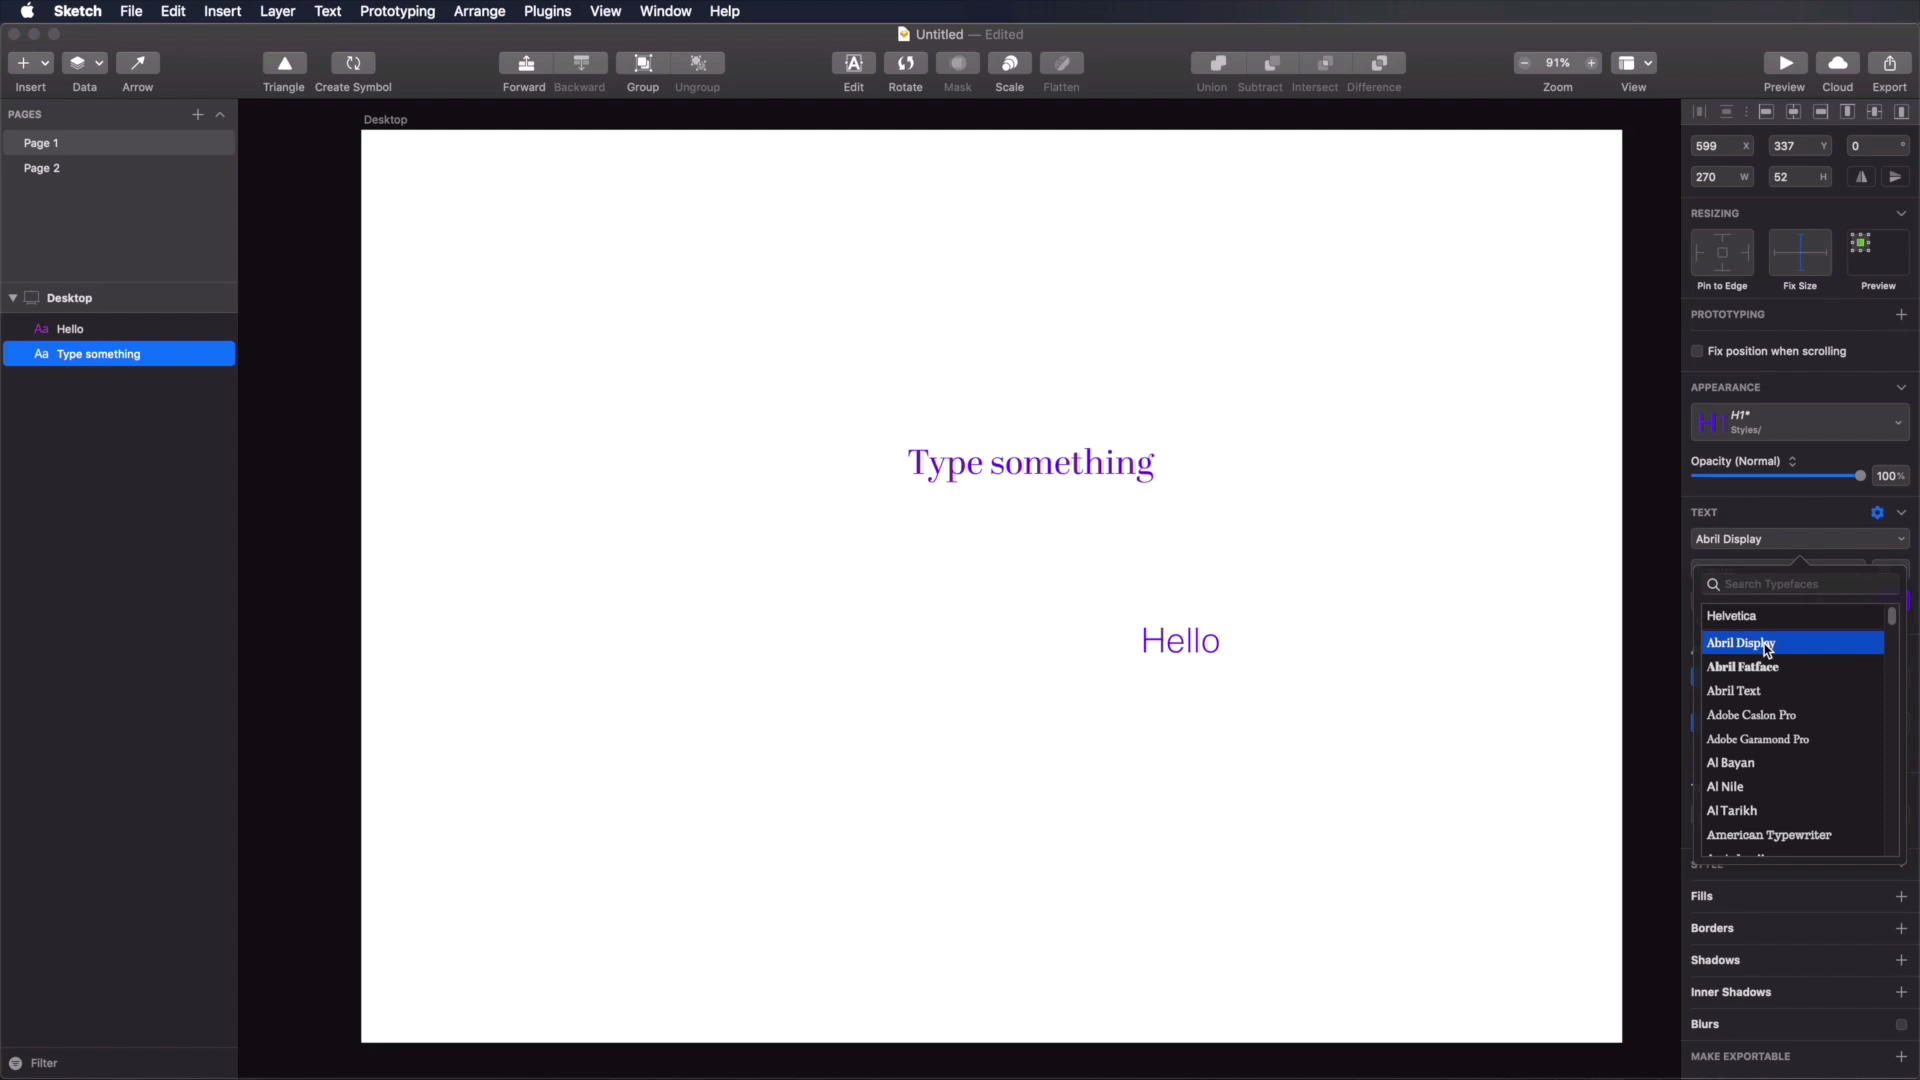 Sketch File Edit Insert Layer Text Prototyping Arrange Plugins View Window Help
Untitled — Edited
91%
Insert Data Arrow Triangle Create Symbol Forward Backward Group Ungroup Edit Rotate Mask Scale Flatten Union Subtract Intersect Difference Zoom View Preview Cloud Export
PAGES
Page 1
Page 2
Desktop
Aa Hello
Aa Type something
Filter
Desktop
Type something
Hello
599 X 337 Y 0 °
270 W 52 H
RESIZING
Pin to Edge Fix Size Preview
PROTOTYPING
Fix position when scrolling
APPEARANCE
H1 H1*
Styles/
Opacity (Normal)
100%
TEXT
Abril Display
Search Typefaces
Helvetica
Abril Display
Abril Fatface
Abril Text
Adobe Caslon Pro
Adobe Garamond Pro
Al Bayan
Al Nile
Al Tarikh
American Typewriter
STYLE
Fills
Borders
Shadows
Inner Shadows
Blurs
MAKE EXPORTABLE